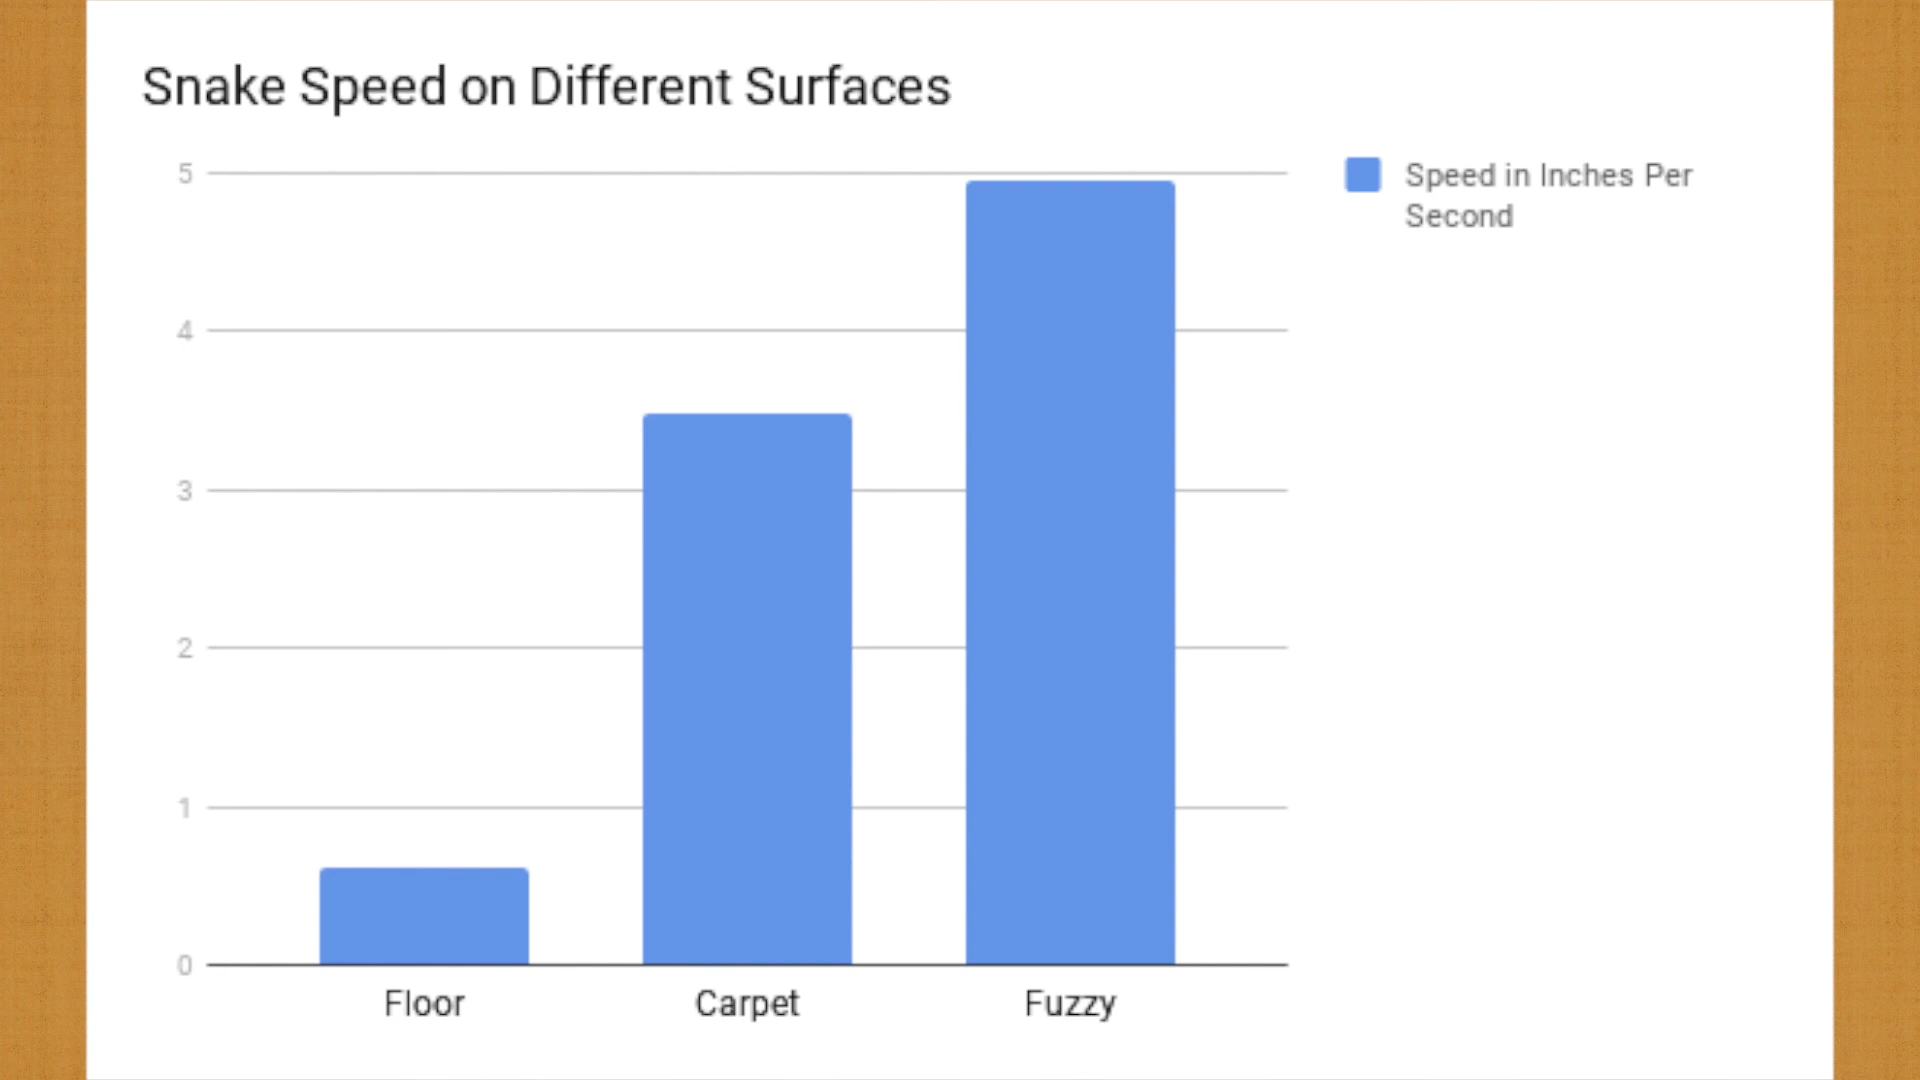 Snake Speed on Different Surfaces
5
Speed in Inches Per
Second
4
3
2
1
0
Floor Carpet Fuzzy